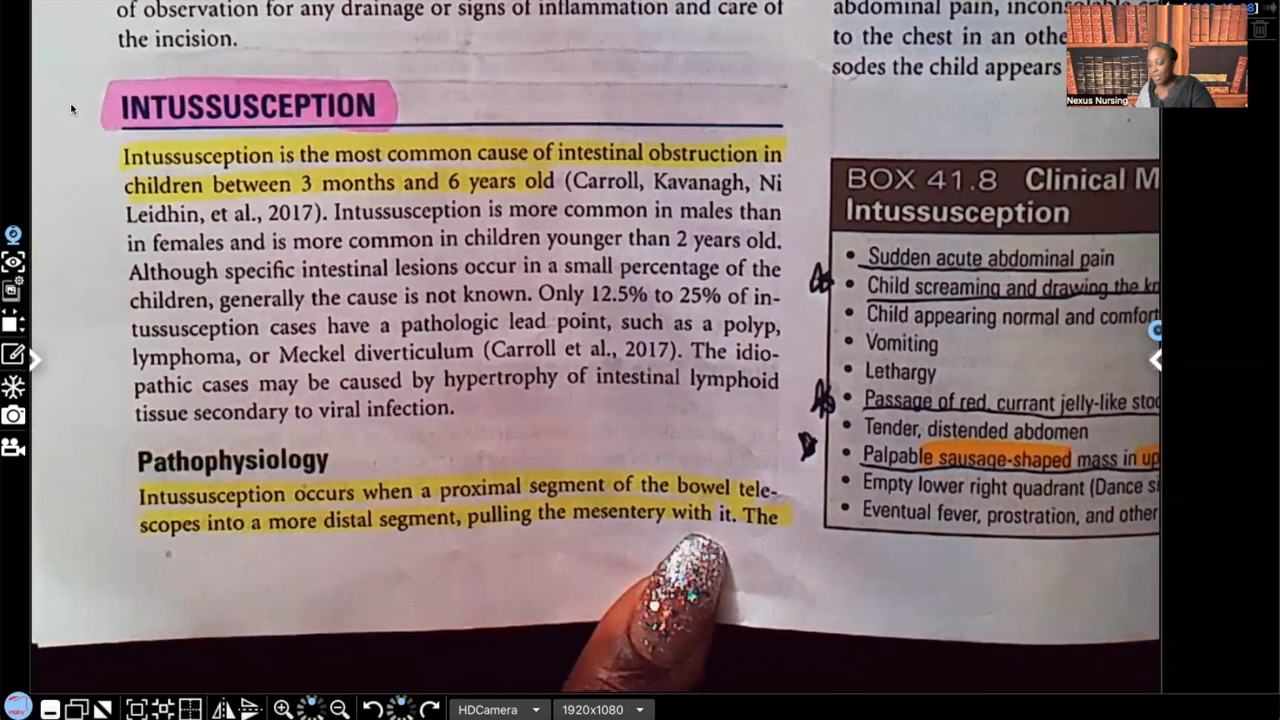 of observation for any drainage or signs of inflammation and care of
the incision.
INTUSSUSCEPTION
Intussusception is the most common cause of intestinal obstruction in
children between 3 months and 6 years old (Carroll, Kavanagh, Ni
Leidhin, et al., 2017). Intussusception is more common in males than
in females and is more common in children younger than 2 years old.
Although specific intestinal lesions occur in a small percentage of the
children, generally the cause is not known. Only 12.5% to 25% of in-
tussusception cases have a pathologic lead point, such as a polyp,
lymphoma, or Meckel diverticulum (Carroll et al., 2017). The idio-
pathic cases may be caused by hypertrophy of intestinal lymphoid
tissue secondary to viral infection.
Pathophysiology
Intussusception occurs when a proximal segment of the bowel tele-
scopes into a more distal segment, pulling the mesentery with it. The
abdominal pain,
to the chest in an
sodes the child appears
BOX 41.8 Clinical M
Intussusception
• Sudden acute abdominal pain
• Child screaming and drawing the kn
• Child appearing normal and comfort
• Vomiting
• Lethargy
• Passage of red, currant jelly-like stoo
• Tender, distended abdomen
• Palpable sausage-shaped mass in up
• Empty lower right quadrant (Dance si
• Eventual fever, prostration, and other
Nexus Nursing
HDCamera
1920x1080